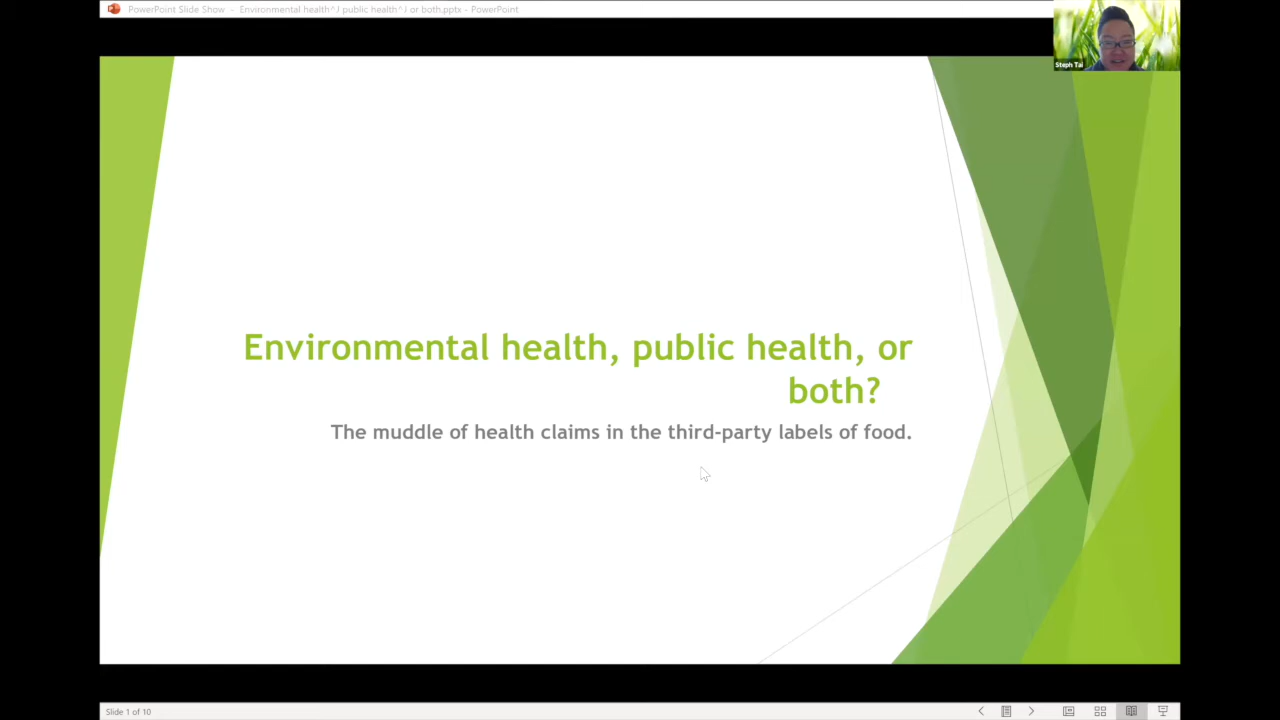 PowerPoint Slide Show - Environmental health^J public health^J or both.pptx - PowerPoint
Steph Tai
Environmental health, public health, or
both?
The muddle of health claims in the third-party labels of food.
Slide 1 of 10